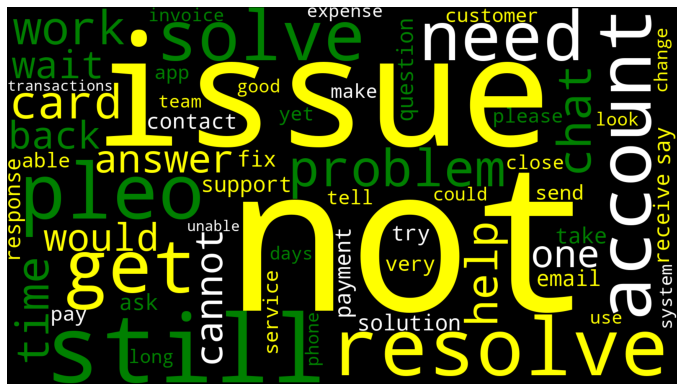 work
issue
solve
invoice
expense
need
customer
account
change
wait
app
question
chat
transactions
card
team
good
make
yet
please
look
contact
back
able
answer
fix
problem
close
response
pleo
support
tell
could
send
receive
say
not
would
get
cannot
unable
try
help
one
take
time
days
very
email
payment
service
ask
pay
still
long
phone
solution
resolve
use
system